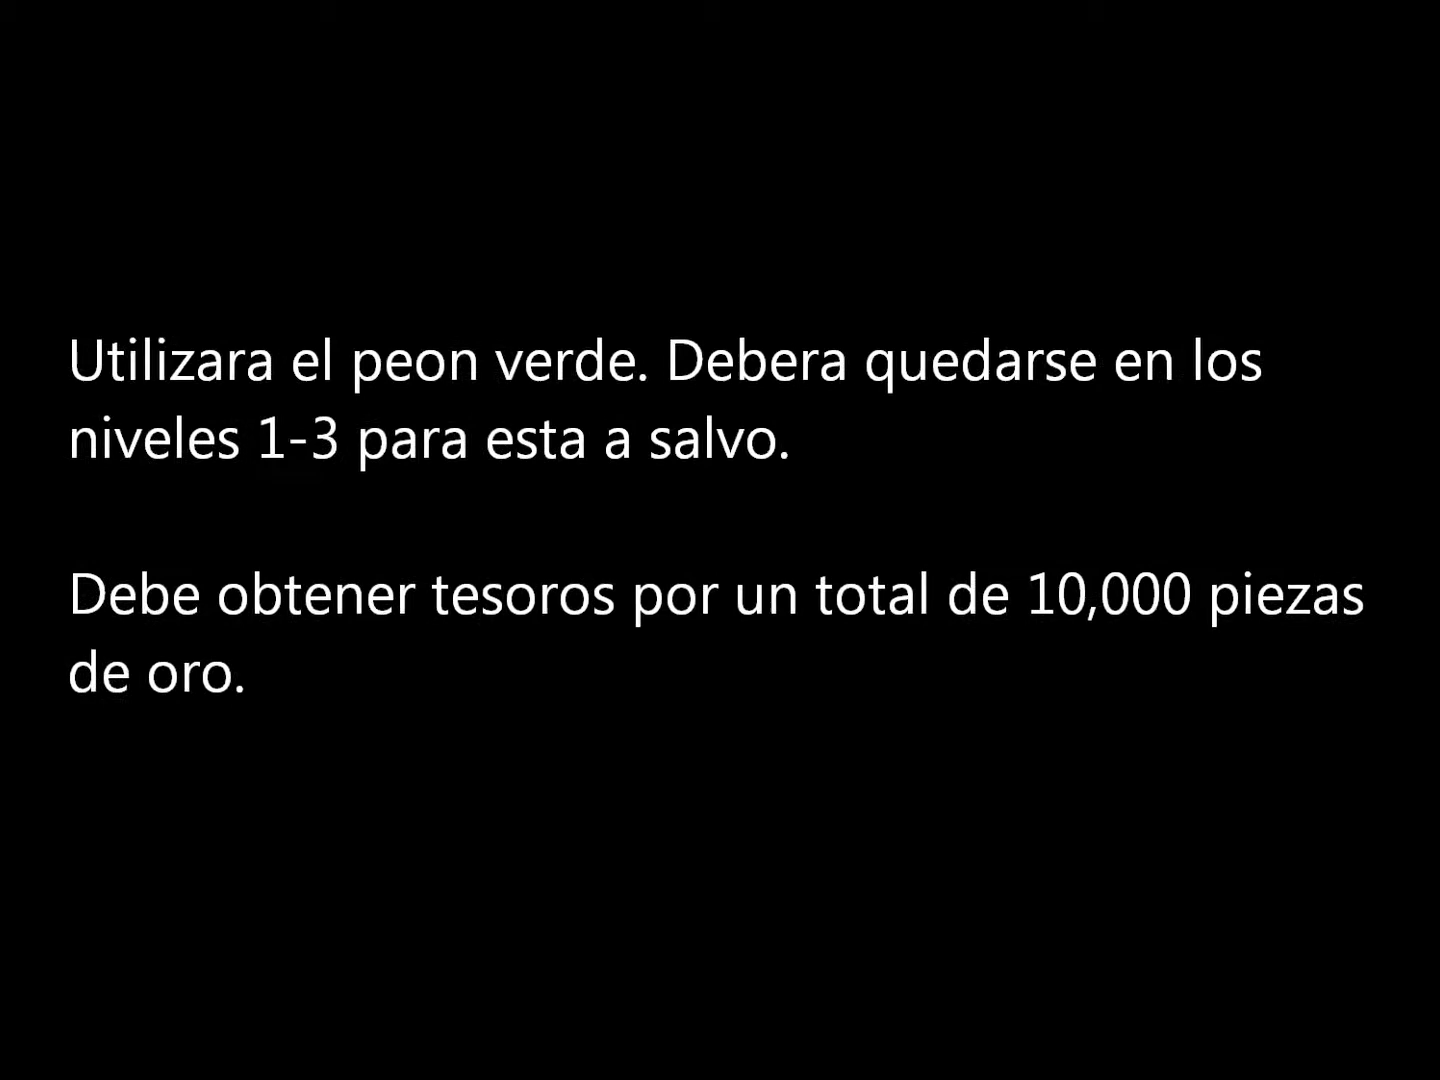 Utilizara el peon verde. Debera quedarse en los
niveles 1-3 para esta a salvo.
Debe obtener tesoros por un total de 10,000 piezas
de oro.